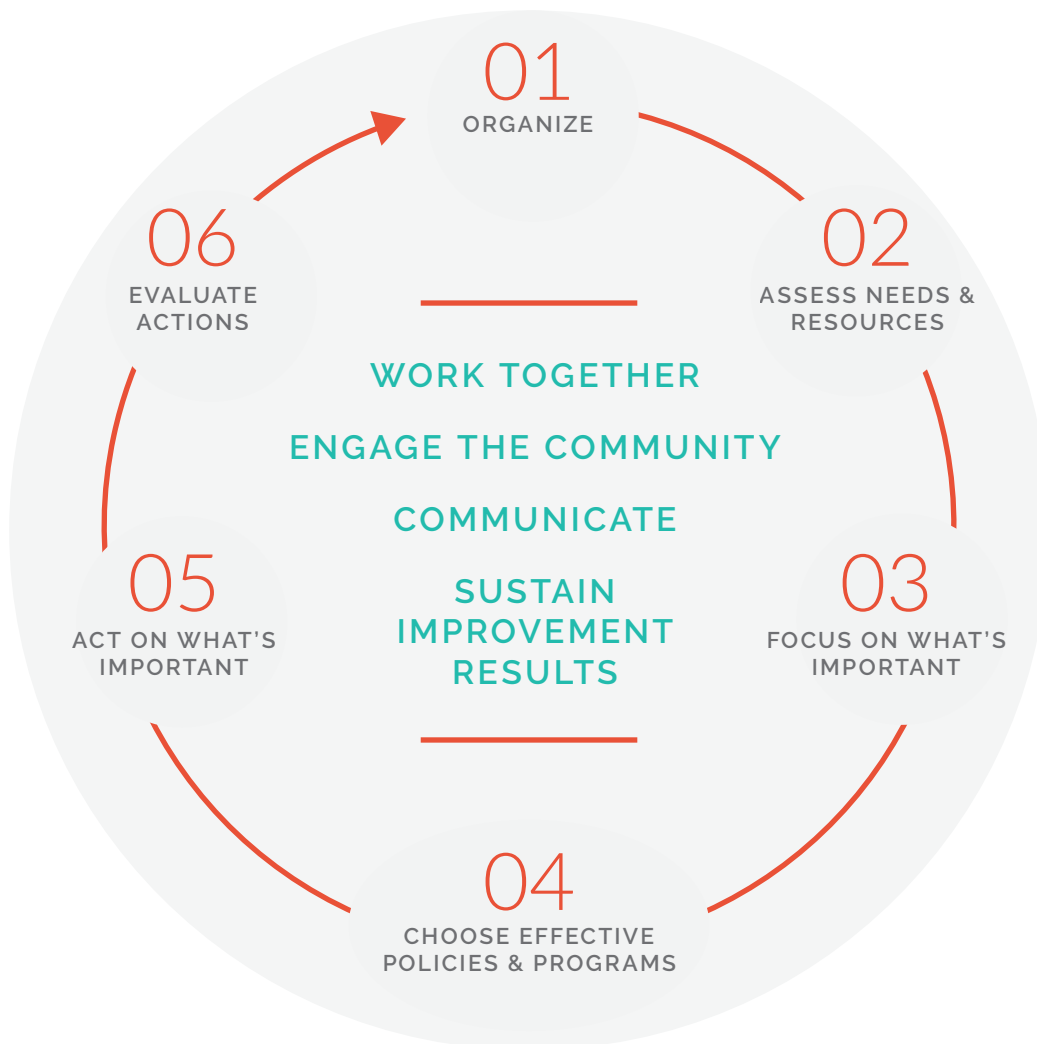 01
ORGANIZE
02
ASSESS NEEDS &
RESOURCES
03
FOCUS ON WHAT'S
IMPORTANT
04
CHOOSE EFFECTIVE
POLICIES & PROGRAMS
05
ACT ON WHAT'S
IMPORTANT
06
EVALUATE
ACTIONS
WORK TOGETHER
ENGAGE THE COMMUNITY
COMMUNICATE
SUSTAIN
IMPROVEMENT
RESULTS